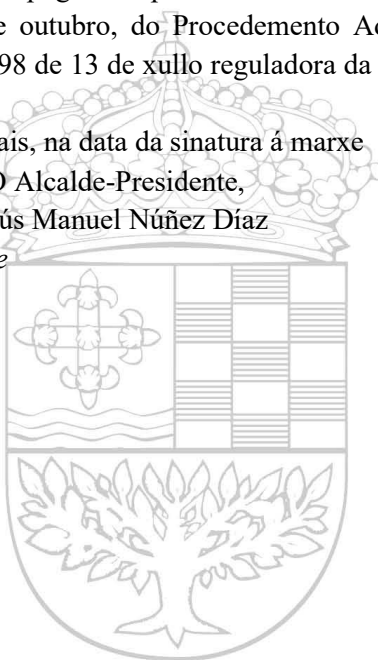 e outubro, do Procedemento
98 de 13 de xullo reguladora da
ais, na data da sinatura á marxe
Alcalde-Presidente,
ús Manuel Núñez Díaz
e